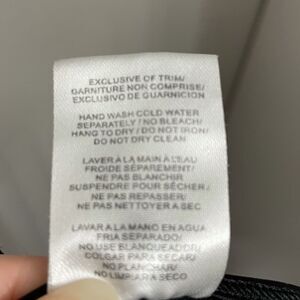 EXCLUSIVE OF TRIM/
GARNITURE NON COMPRISE/
EXCLUSIVO DE GUARNICION
HAND WASH COLD WATER
SEPARATELY / NO BLEACH/
HANG TO DRY / DO NOT IRON/
DO NOT DRY CLEAN
LAVER À LA MAIN À L'EAU
FROIDE SÉPAREMENT/
NE PAS BLANCHIR
SUSPENDRE POUR SÉCHER /
NE PAS REPASSER/
NE PAS NETTOYER A SEC
LAVAR A LA MANO EN AGUA
FRIA SEPARADO/
NO USE BLANQUEADOR/
COLGAR PARA SECAR/
NO PLANCHAR/
NO LIMPIAR A SECO